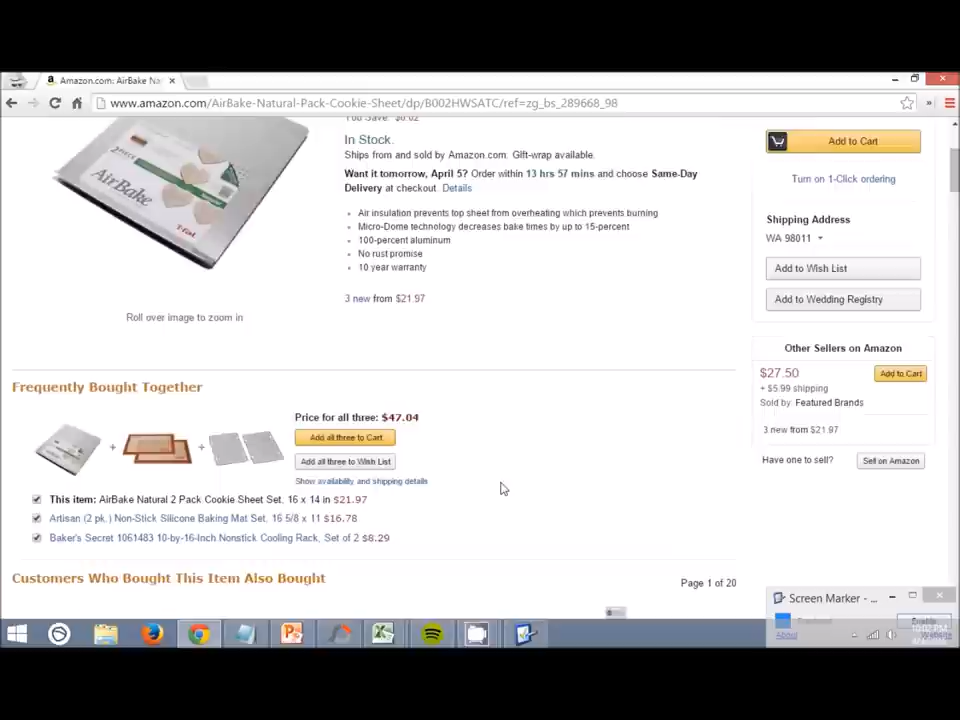 Amazon.com: AirBake Na
www.amazon.com/AirBake-Natural-Pack-Cookie-Sheet/dp/B002HWSATC/ref=zg_bs_289668_98
You Save: $8.02
In Stock.
Ships from and sold by Amazon.com. Gift-wrap available.
Want it tomorrow, April 5? Order within 13 hrs 57 mins and choose Same-Day
Delivery at checkout Details
Air insulation prevents top sheet from overheating which prevents burning
Micro-Dome technology decreases bake times by up to 15-percent
100-percent aluminum
No rust promise
10 year warranty
3 new from $21.97
AirBake
T-fal
Roll over image to zoom in
Add to Cart
Turn on 1-Click ordering
Shipping Address
WA 98011
Add to Wish List
Add to Wedding Registry
Other Sellers on Amazon
$27.50 Add to Cart
+ $5.99 shipping
Sold by: Featured Brands
3 new from $21.97
Have one to sell? Sell on Amazon
Frequently Bought Together
Price for all three: $47.04
+ +
Add all three to Cart
Add all three to Wish List
Show availability and shipping details
This item: AirBake Natural 2 Pack Cookie Sheet Set, 16 x 14 in $21.97
Artisan (2 pk.) Non-Stick Silicone Baking Mat Set, 16 5/8 x 11 $16.78
Baker's Secret 1061483 10-by-16-Inch Nonstick Cooling Rack, Set of 2 $8.29
Customers Who Bought This Item Also Bought
Page 1 of 20
Screen Marker - ...
Enable
About
Website